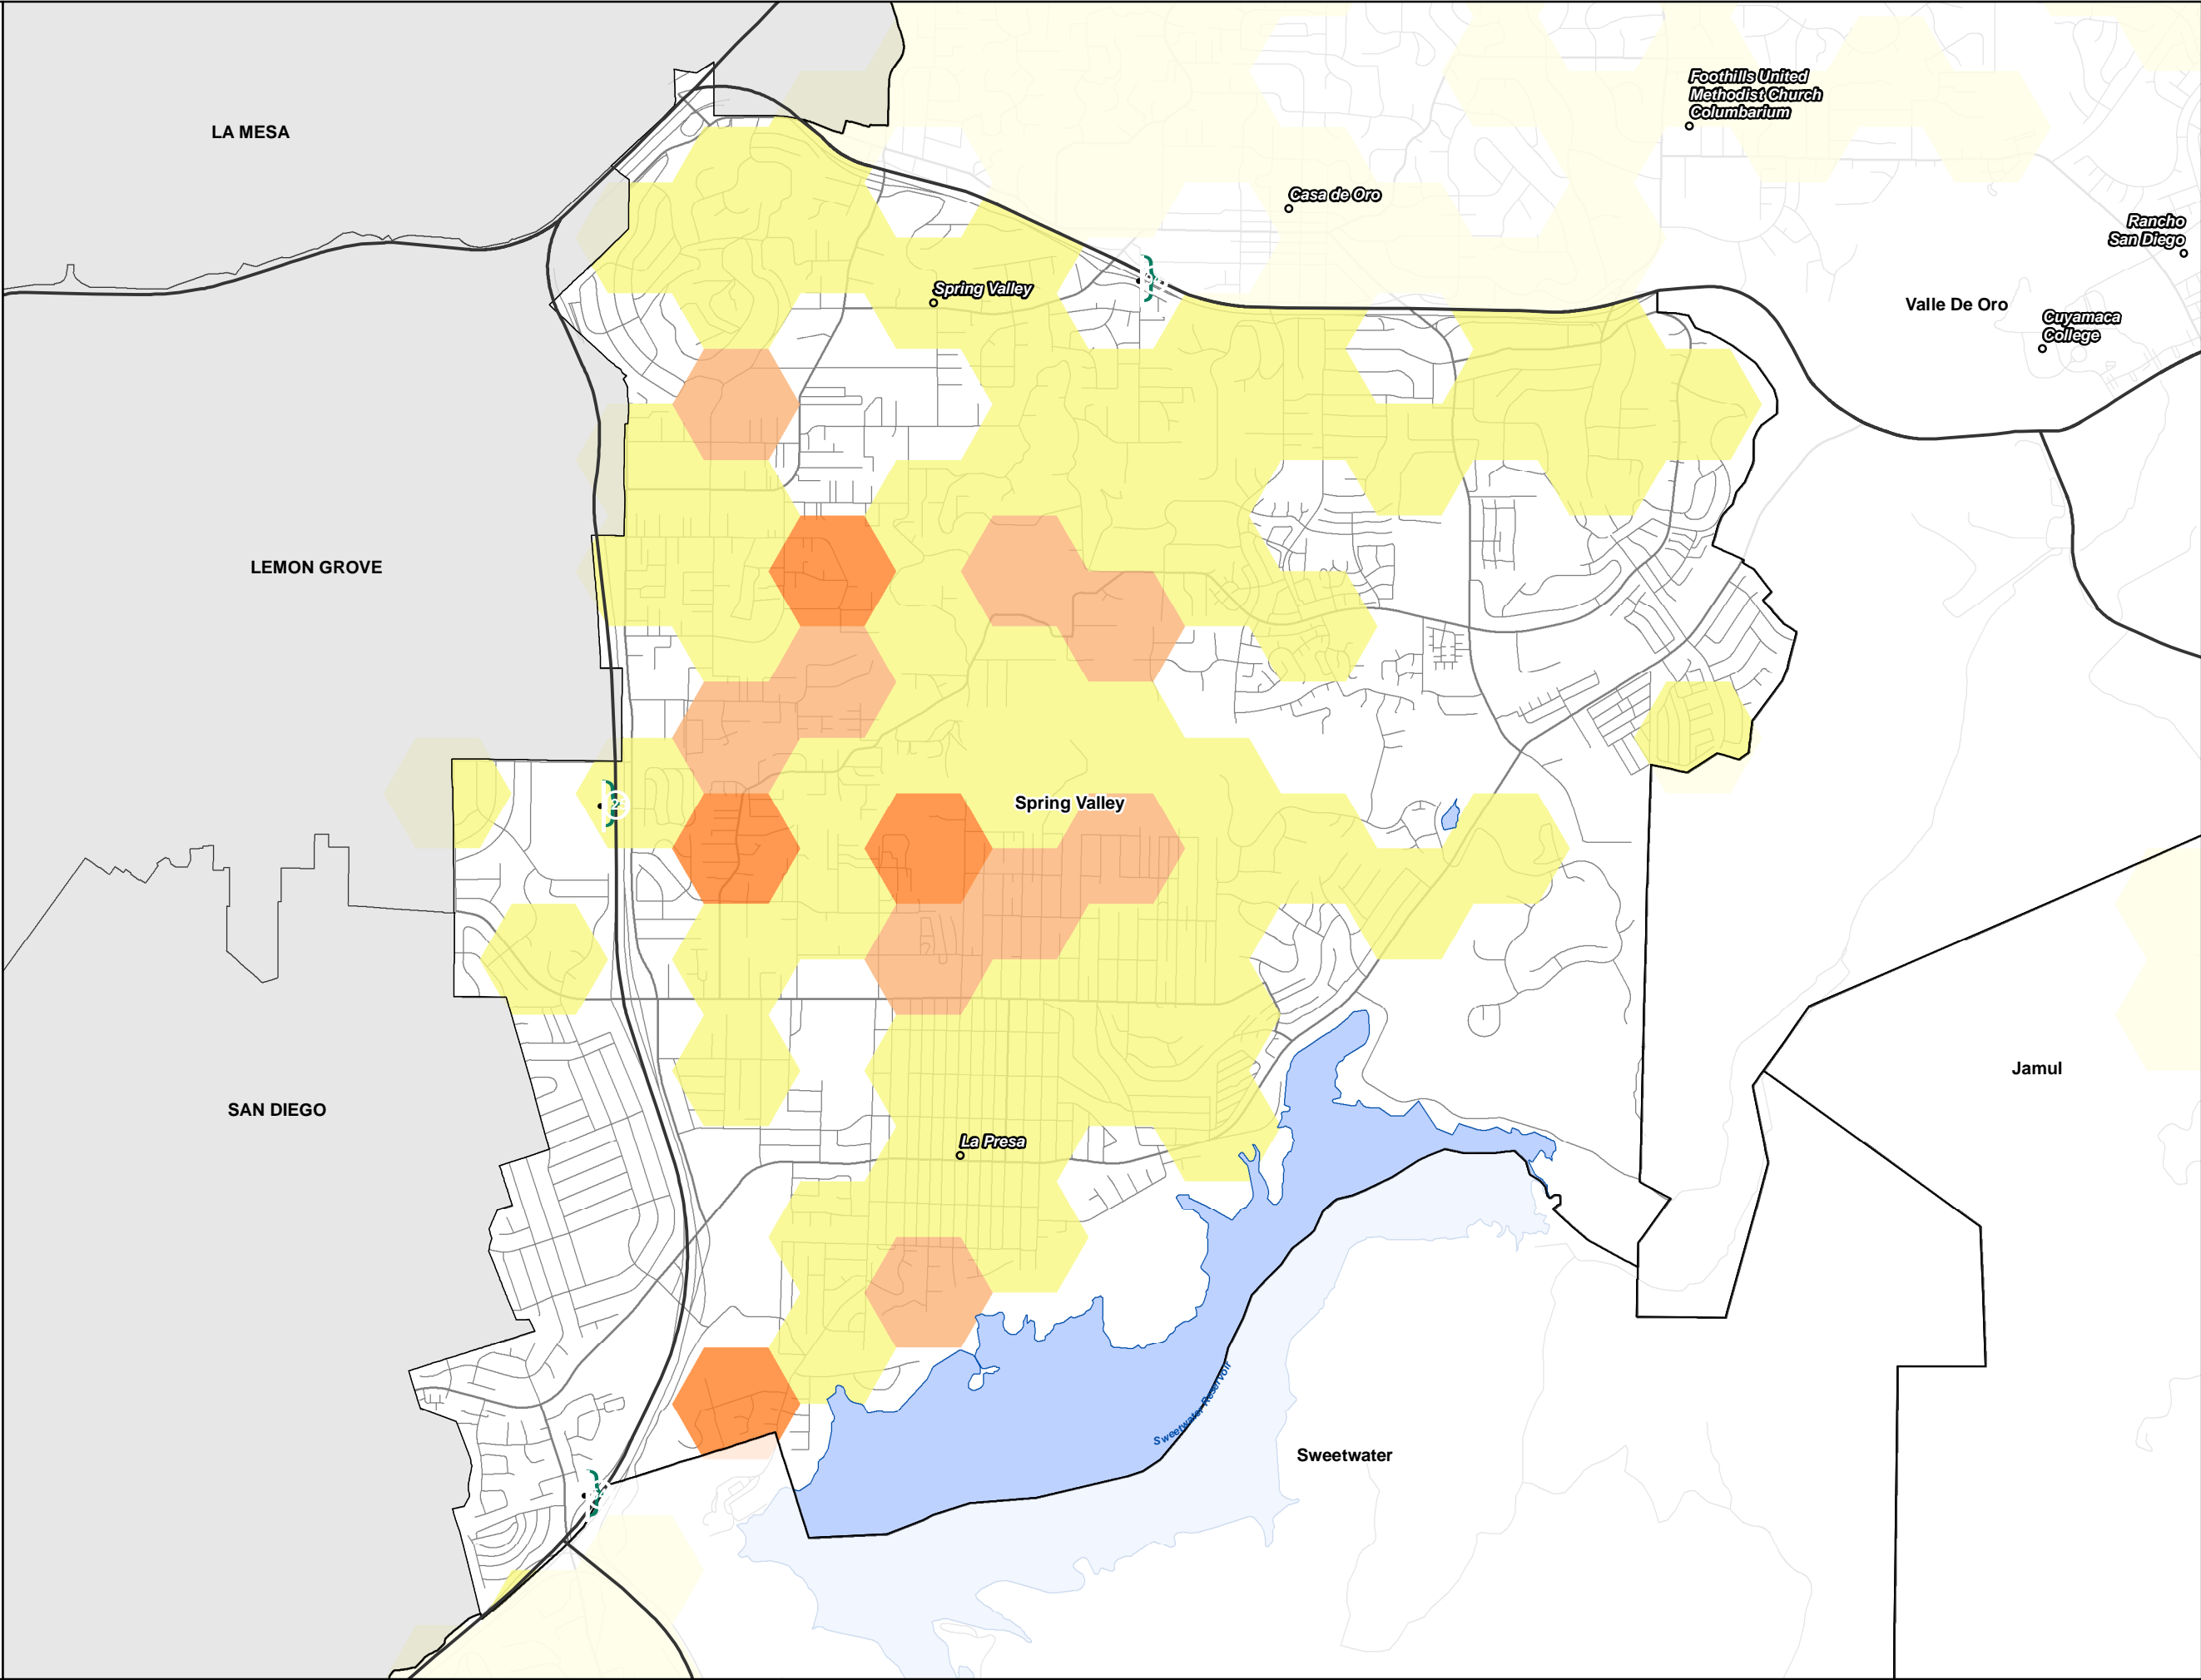 Foothills United
Methodist Church
Columbarium
LA MESA
Casa de Oro
Rancho
San Diego
Spring Valley
Valle De Oro
Cuyamaca
College
LEMON GROVE
Spring Valley
Jamul
SAN DIEGO
La Presa
Sweetwater Reservoir
Sweetwater